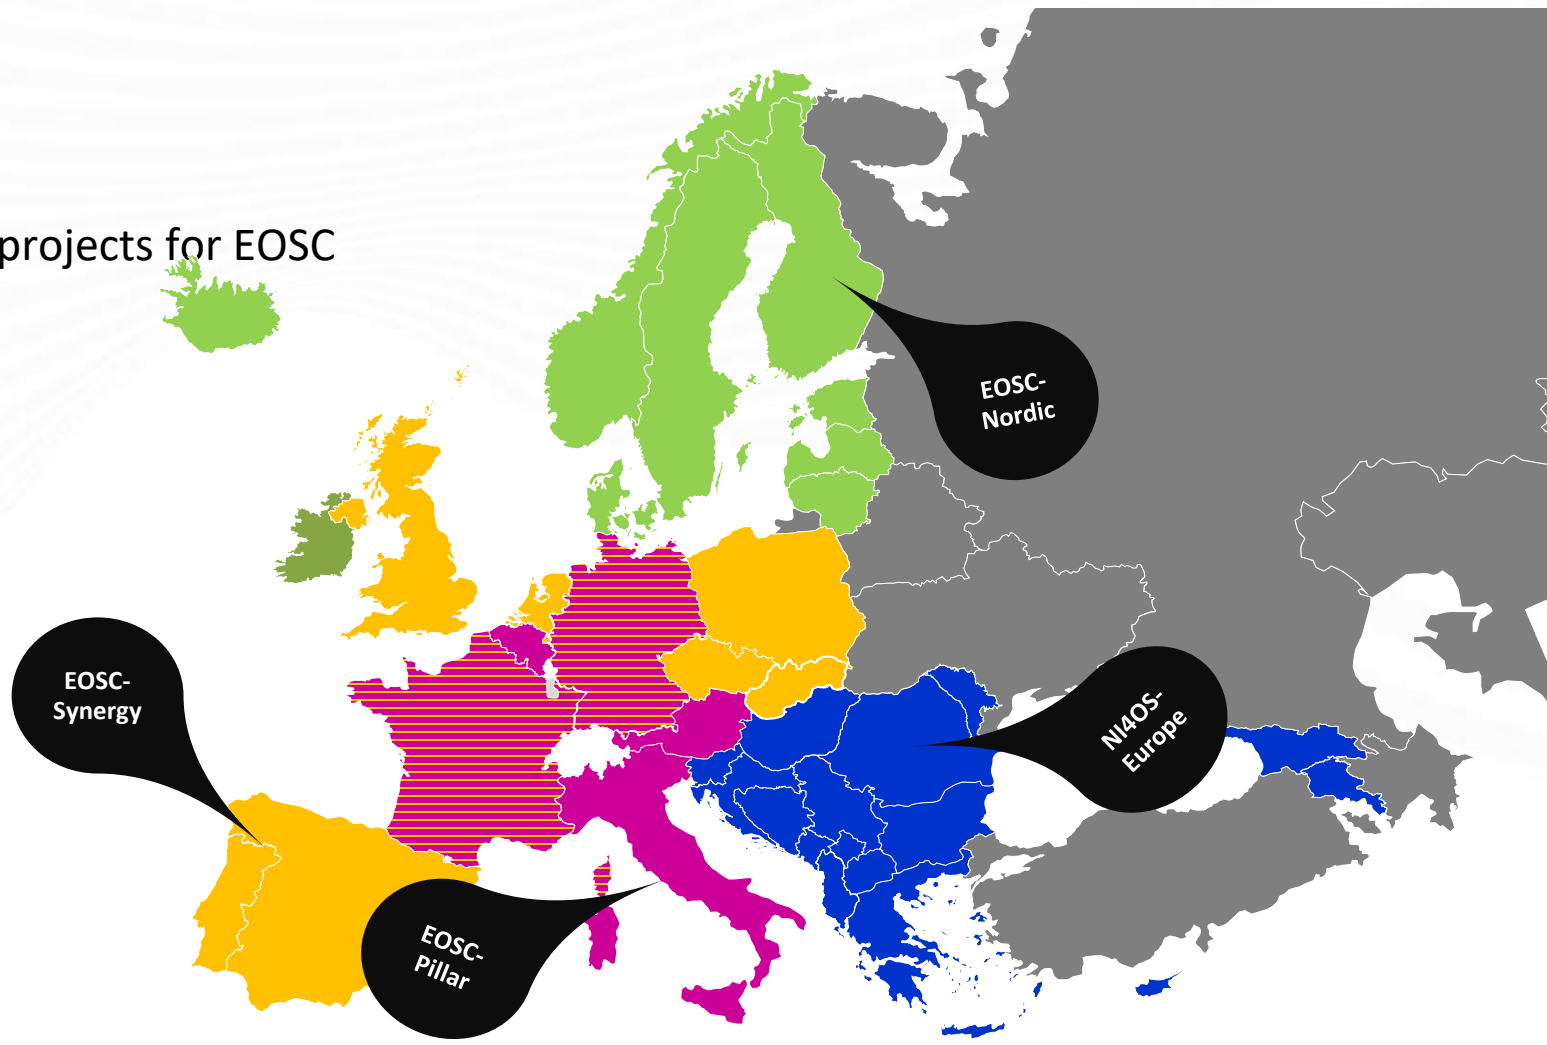 projects for EOSC
EOSC-
Nordic
EOSC-
Synergy
NI4OS-
Europe
EOSC-
Pillar